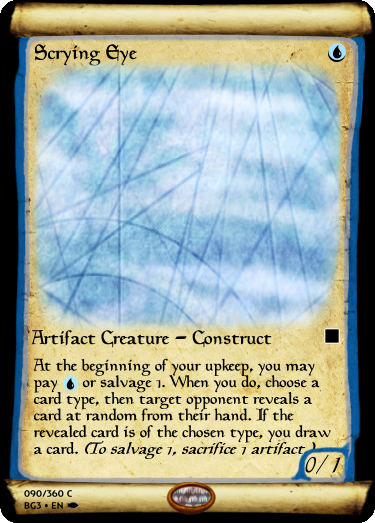 Scrying Eye
Artifact Creature – Construct
At the beginning of your upkeep, you may
pay or salvage 1. When you do, choose a
card type, then target opponent reveals a
card at random from their hand. If the
revealed card is of the chosen type, you draw
a card. (To salvage 1, sacrifice 1 artifact.)
0/1
090/360 C
BG3 • EN